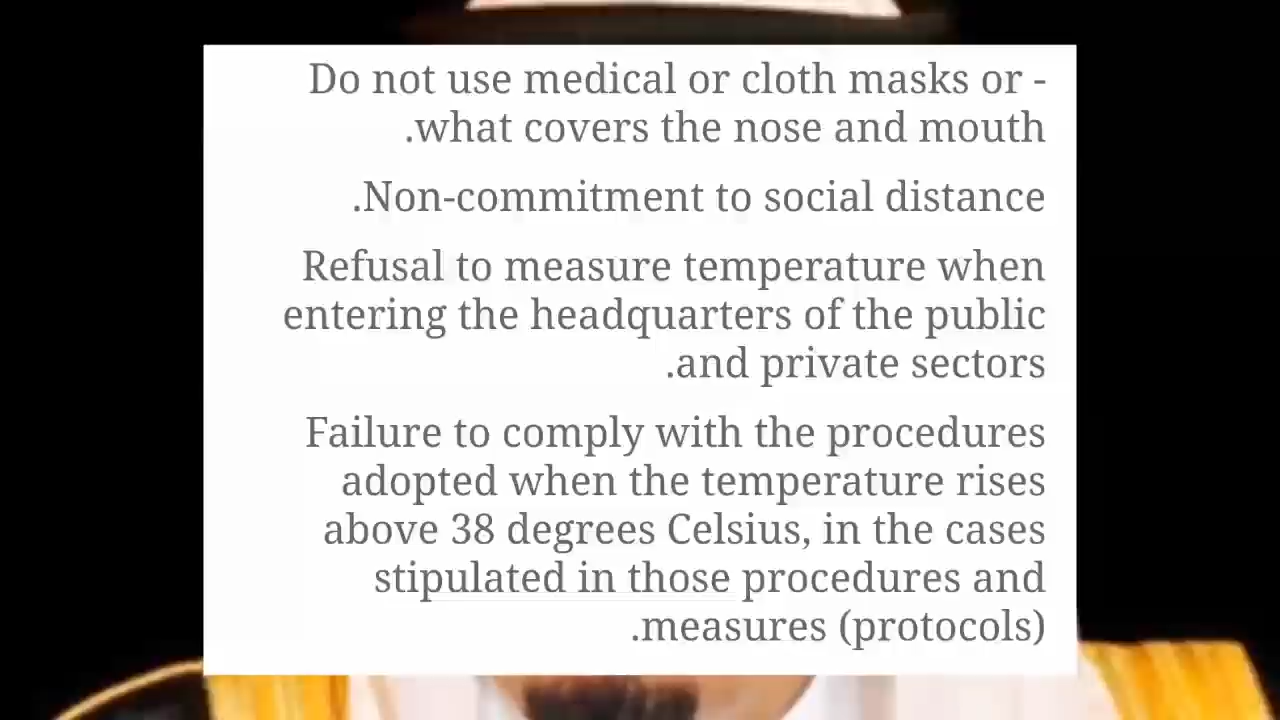 Do not use medical or cloth masks or -
.what covers the nose and mouth
.Non-commitment to social distance
Refusal to measure temperature when
entering the headquarters of the public
.and private sectors
Failure to comply with the procedures
adopted when the temperature rises
above 38 degrees Celsius, in the cases
stipulated in those procedures and
.measures (protocols)